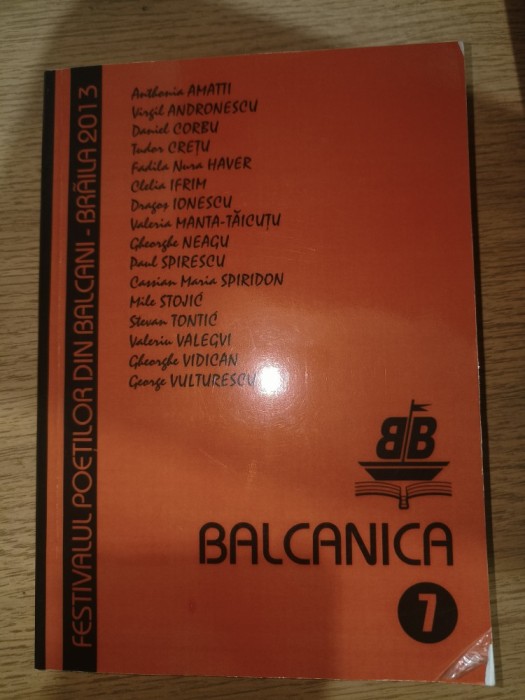 FESTIVALUL POEȚILOR DIN BALCANI - BRĂILA 2013
Anthonia AMATTI
Virgil ANDRONESCU
Daniel CORBU
Tudor CREȚU
Fadila Nura HAVER
Clelia IFRIM
Dragoș IONESCU
Valeria MANTA-TĂICUȚU
Gheorghe NEAGU
Paul SPIRESCU
Cassian Maria SPIRIDON
Mile STOJIĆ
Stevan TONTIĆ
Valeriu VALEGVI
Gheorghe VIDICAN
George VULTURESCU
BB
BALCANICA
7